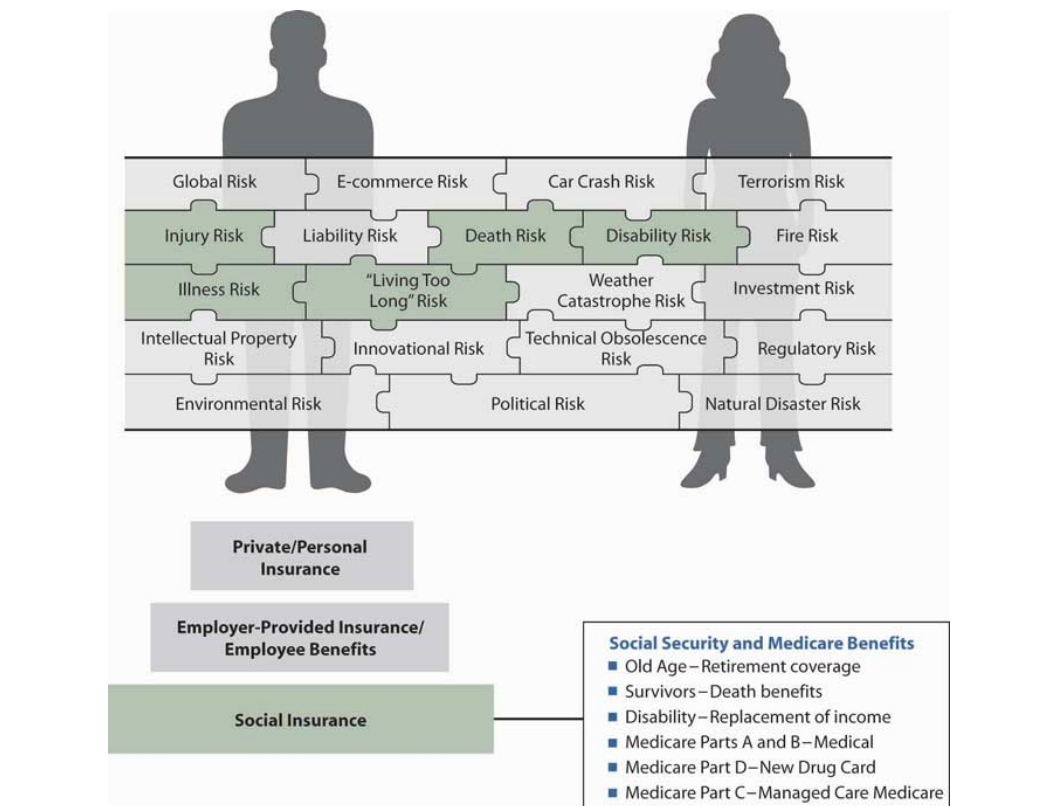 Global Risk
E-commerce Risk
Car Crash Risk
Terrorism Risk
Injury Risk
Liability Risk
Death Risk
Disability Risk
Fire Risk
Illness Risk
“Living Too
Long” Risk
Weather
Catastrophe Risk
Investment Risk
Intellectual Property
Risk
Innovational Risk
Technical Obsolescence
Risk
Regulatory Risk
Environmental Risk
Political Risk
Natural Disaster Risk
Private/Personal
Insurance
Employer-Provided Insurance/
Employee Benefits
Social Insurance
Social Security and Medicare Benefits
■ Old Age–Retirement coverage
■ Survivors–Death benefits
■ Disability–Replacement of income
■ Medicare Parts A and B–Medical
■ Medicare Part D–New Drug Card
■ Medicare Part C–Managed Care Medicare